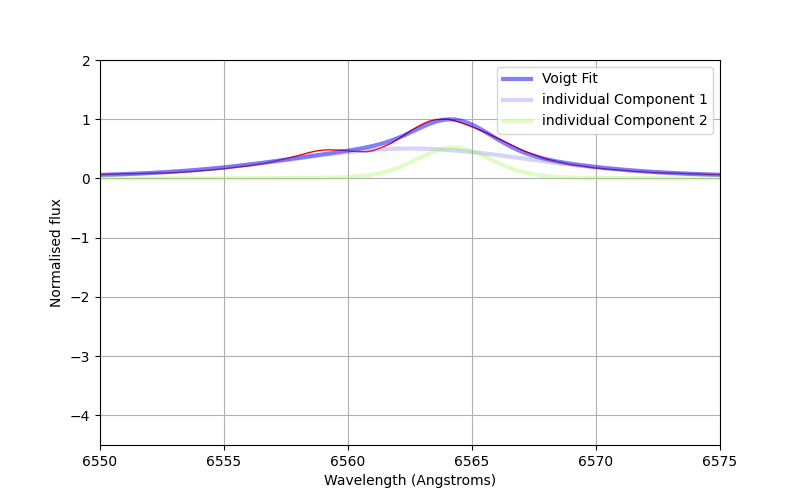 Voigt Fit
individual Component 1
individual Component 2
2
1
0
−1
−2
−3
−4
Normalised flux
6550 6555 6560 6565 6570 6575
Wavelength (Angstroms)